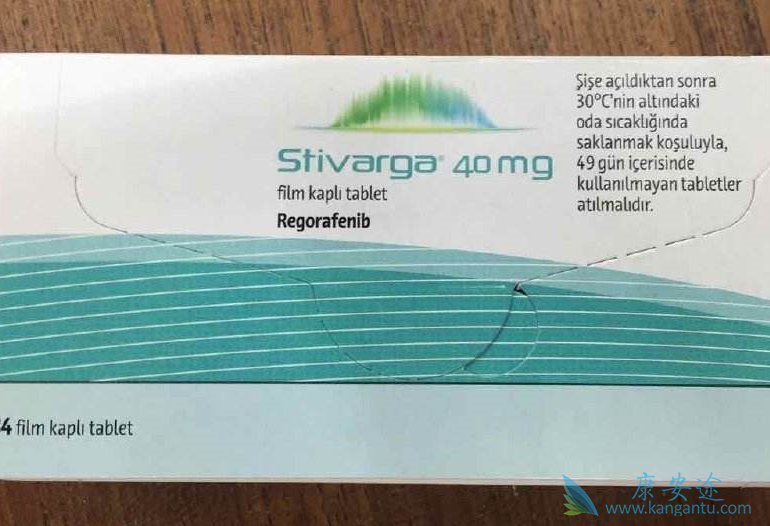 Stivarga® 40 mg
film kaplı tablet
Regorafenib
Şişe açıldıktan sonra
30°C'nin altındaki
oda sıcaklığında
saklanmak koşuluyla,
49 gün içerisinde
kullanılmayan tabletler
atılmalıdır.
4 film kaplı tablet
康安途
www.kangantu.com